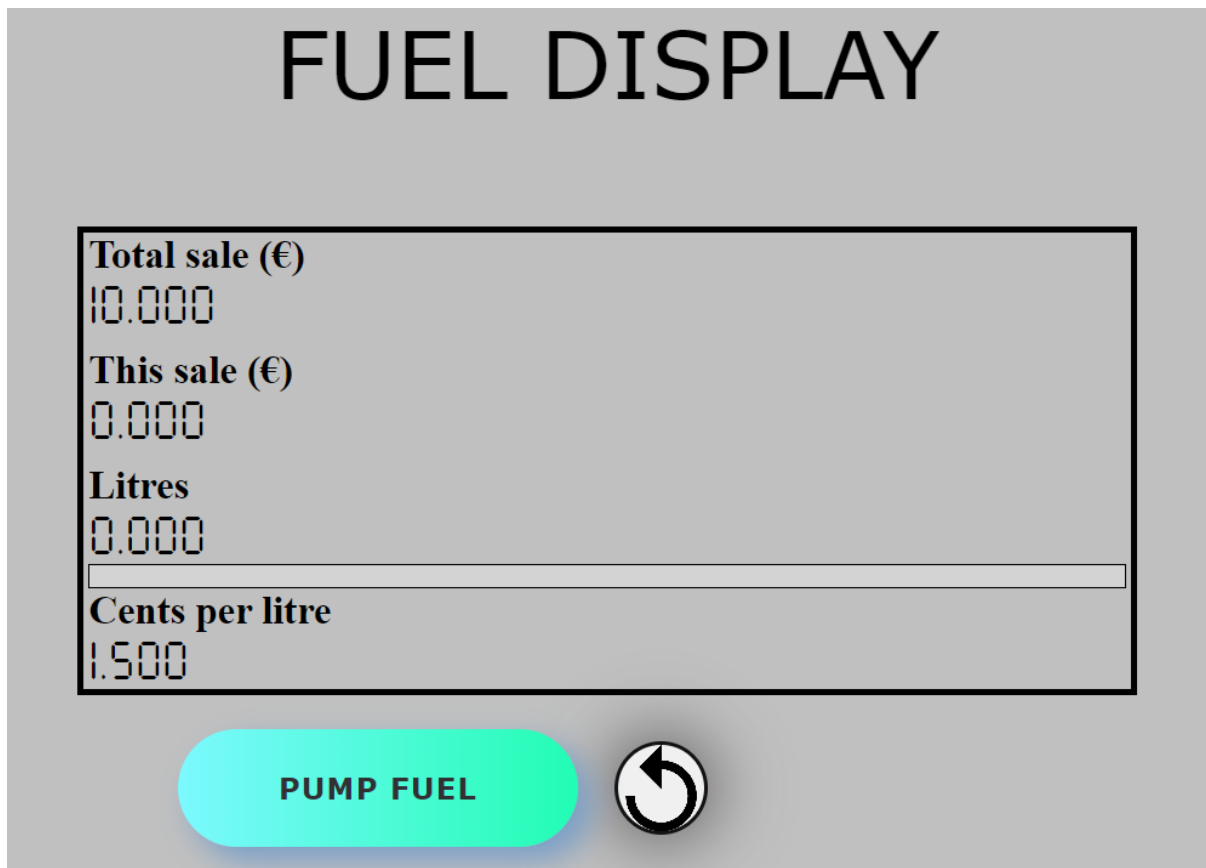 FUEL DISPLAY
Total sale (€)
10.000
This sale (€)
0.000
Litres
0.000
Cents per litre
1.500
PUMP FUEL